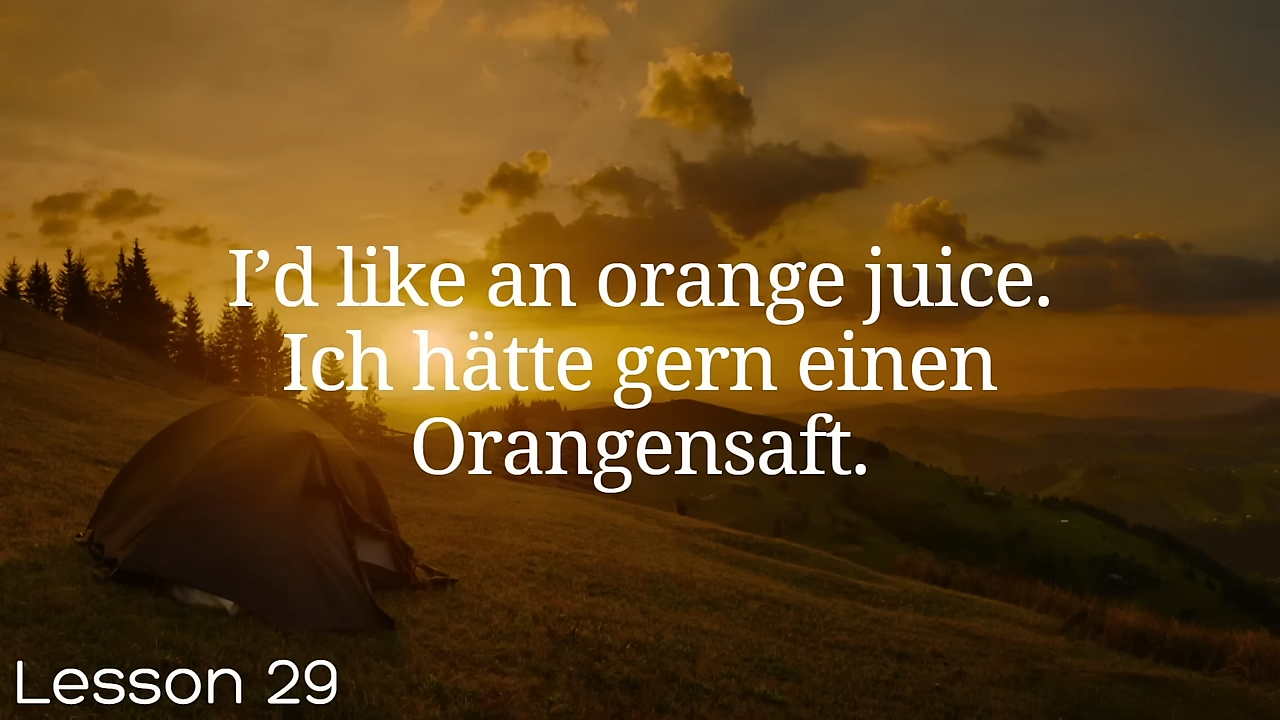 I’d like an orange juice.
Ich hätte gern einen
Orangensaft.
Lesson 29